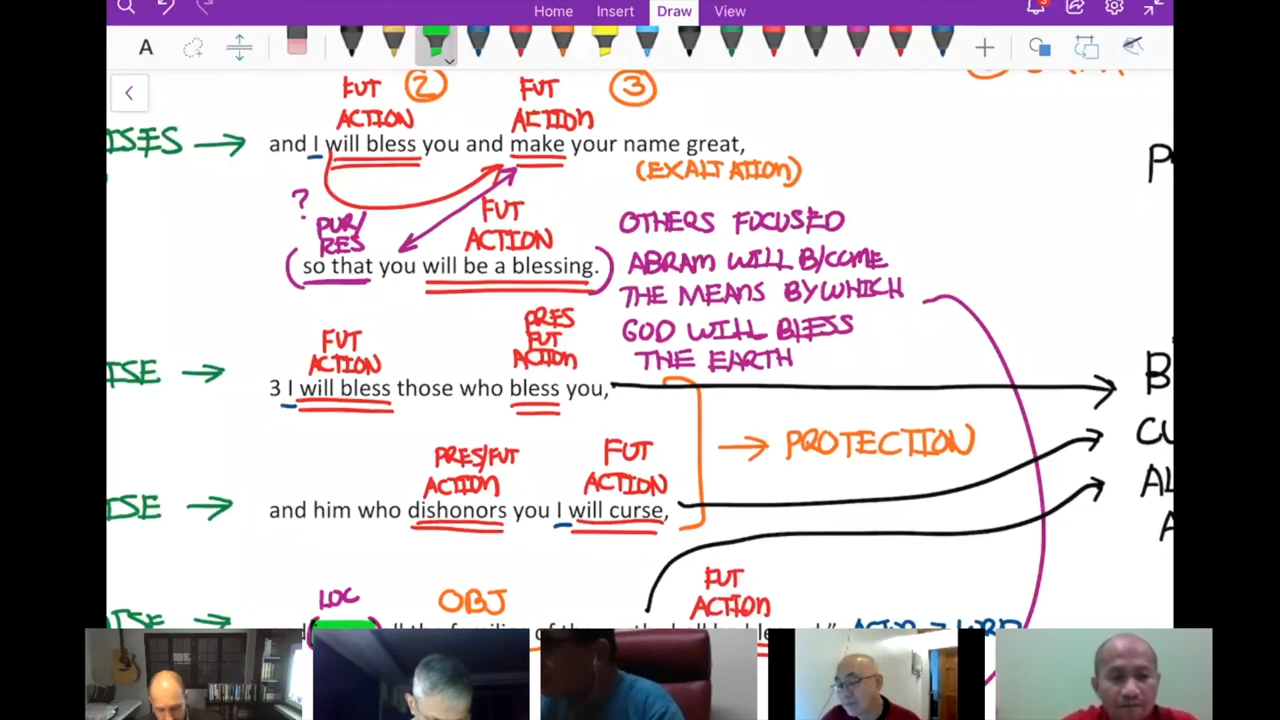 Home Insert Draw View
A
FUT ② FUT ③
ACTION ACTION
ISES → and I will bless you and make your name great,
(EXALTATION)
?
PUR/ FUT
RES ACTION
OTHERS FOCUSED
so that you will be a blessing.
ABRAM WILL B/COME
THE MEANS BY WHICH
GOD WILL BLESS
THE EARTH
FUT PRES
ACTION FUT
ACTION
ISE → 3 I will bless those who bless you,
B
PROTECTION
CU
PRES/FUT FUT
ACTION ACTION
AL
ISE → and him who dishonors you I will curse,
A
FUT
ACTION
LOC OBJ